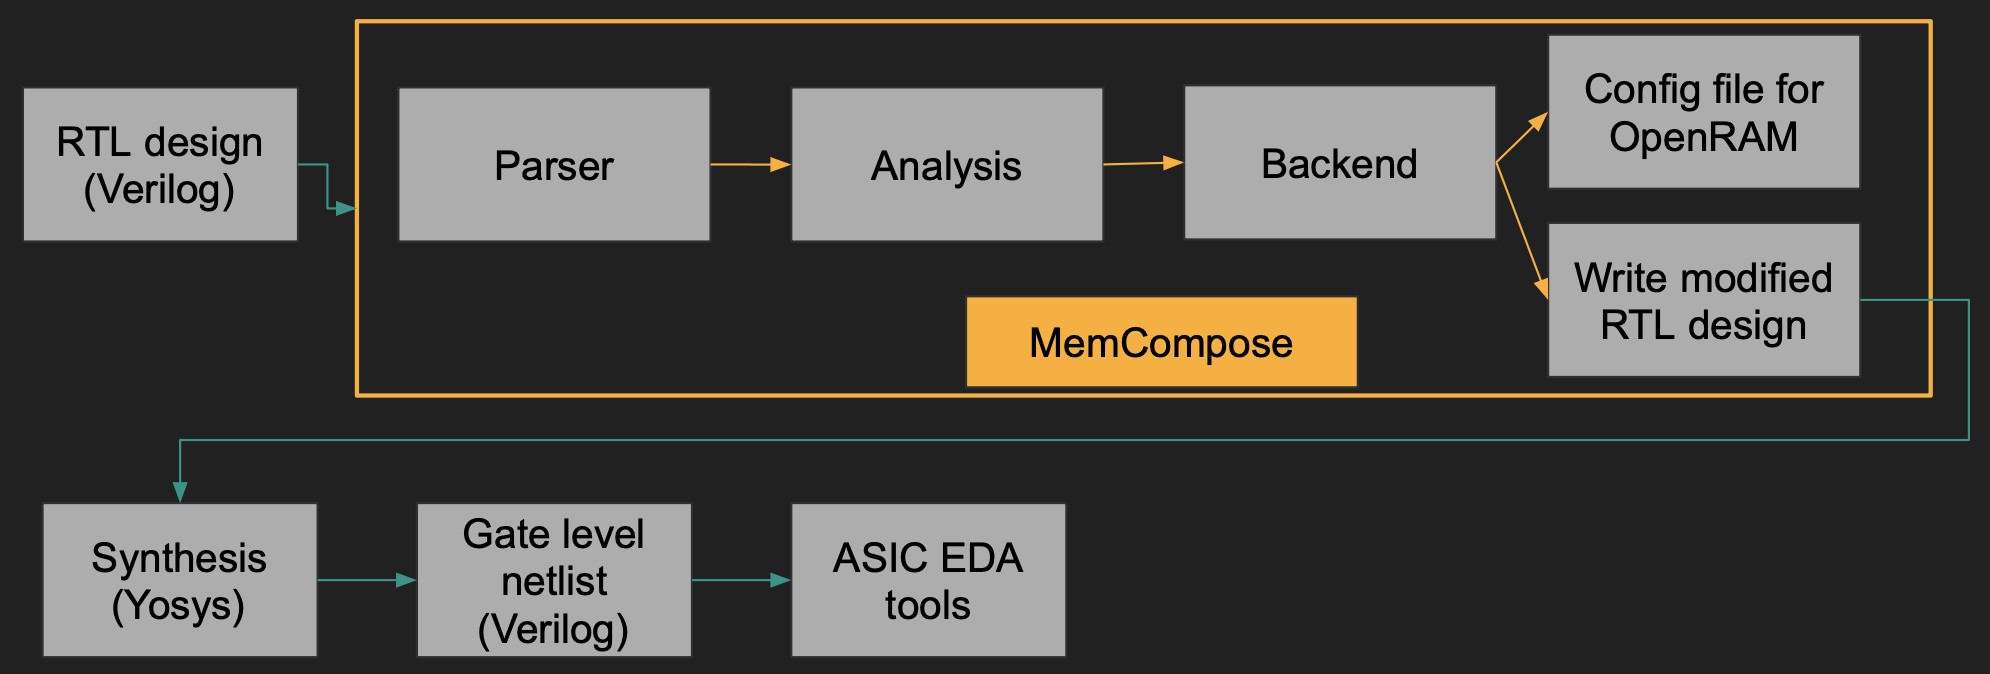 RTL design
(Verilog)
Parser
Analysis
Backend
Config file for
OpenRAM
Write modified
RTL design
MemCompose
Synthesis
(Yosys)
Gate level
netlist
(Verilog)
ASIC EDA
tools